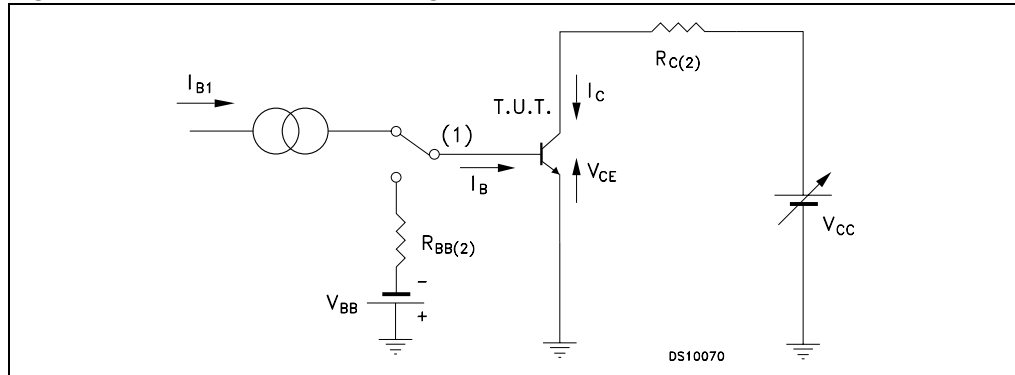 I_B1
R_C(2)
I_C
T.U.T.
(1)
I_B
V_CE
V_CC
R_BB(2)
V_BB
-
+
DS10070